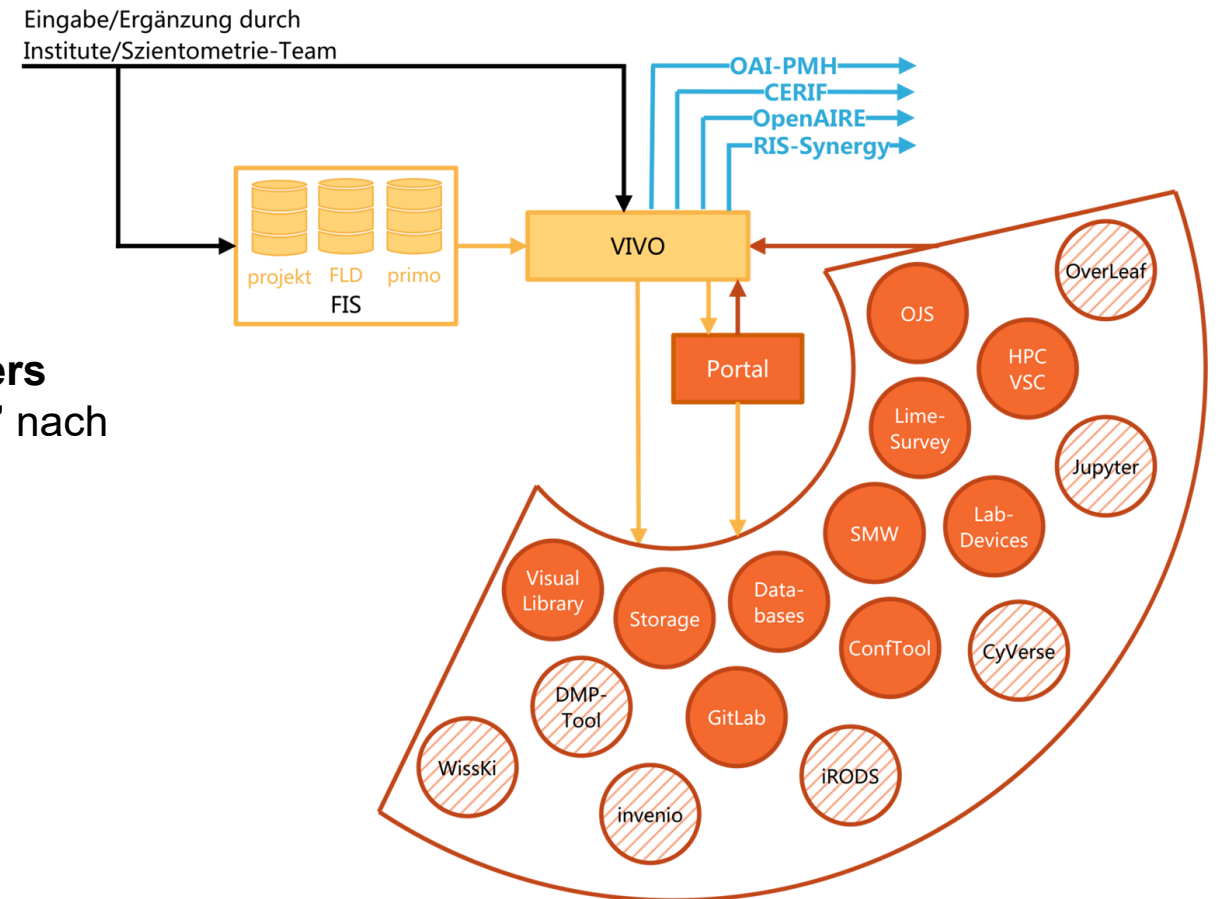 Eingabe/Ergänzung durch
Institute/Szientometrie-Team
OAI-PMH
CERIF
OpenAIRE
RIS-Synergy
projekt
FLD
primo
FIS
VIVO
Portal
ers
nach
OverLeaf
OJS
HPC
VSC
Lime-
Survey
Jupyter
SMW
Lab-
Devices
Visual
Library
Storage
Data-
bases
ConfTool
CyVerse
DMP-
Tool
GitLab
WissKi
invenio
iRODS